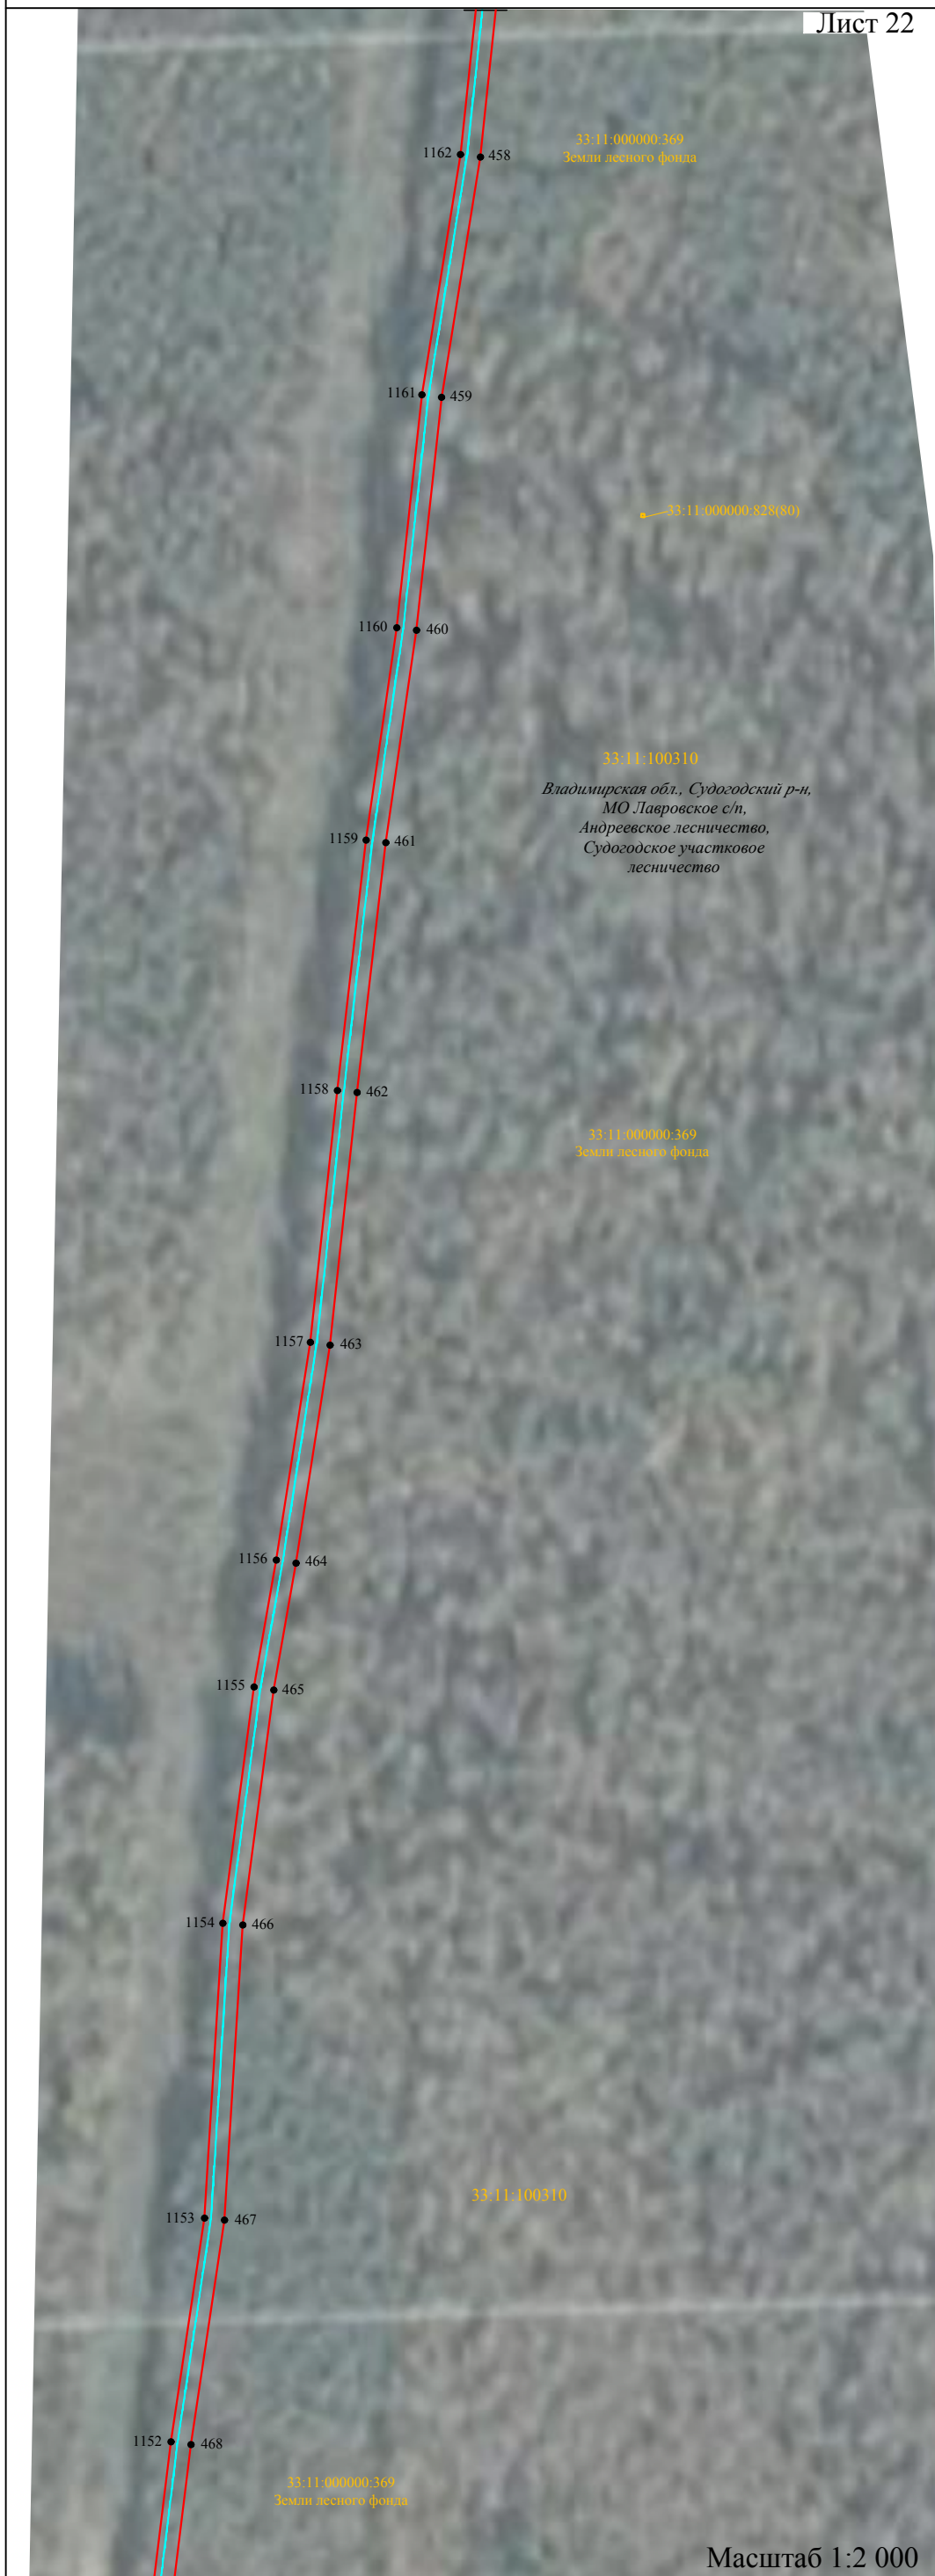 Лист 22
33:11:000000:369
Земли лесного фонда
1162
458
1161
459
33:11:000000:828(80)
1160
460
33:11:100310
Владимирская обл., Судогодский р-н,
МО Лавровское с/п,
Андреевское лесничество,
Судогодское участковое
лесничество
1159
461
1158
462
33:11:000000:369
Земли лесного фонда
1157
463
1156
464
1155
465
1154
466
33:11:100310
1153
467
1152
468
33:11:000000:369
Земли лесного фонда
Масштаб 1:2 000